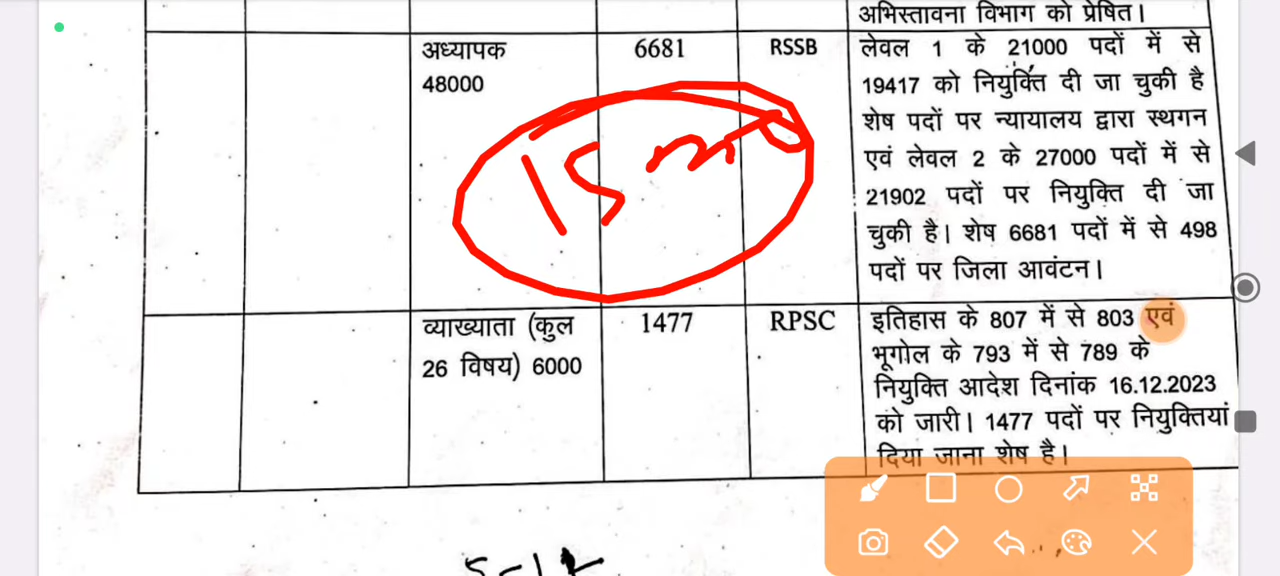 अभिस्तावना विभाग को प्रेषित।
अध्यापक
48000
6681
RSSB
लेवल 1 के 21000 पदों में से
19417 को नियुक्ति दी जा चुकी है
शेष पदों पर न्यायालय द्वारा स्थगन
एवं लेवल 2 के 27000 पदों में से
21902 पदों पर नियुक्ति दी जा
चुकी है। शेष 6681 पदों में से 498
पदों पर जिला आवंटन।
15
व्याख्याता (कुल
26 विषय) 6000
1477
RPSC
इतिहास के 807 में से 803 एवं
भूगोल के 793 में से 789 के
नियुक्ति आदेश दिनांक 16.12.2023
को जारी। 1477 पदों पर नियुक्तियां
दिया जाना शेष है।